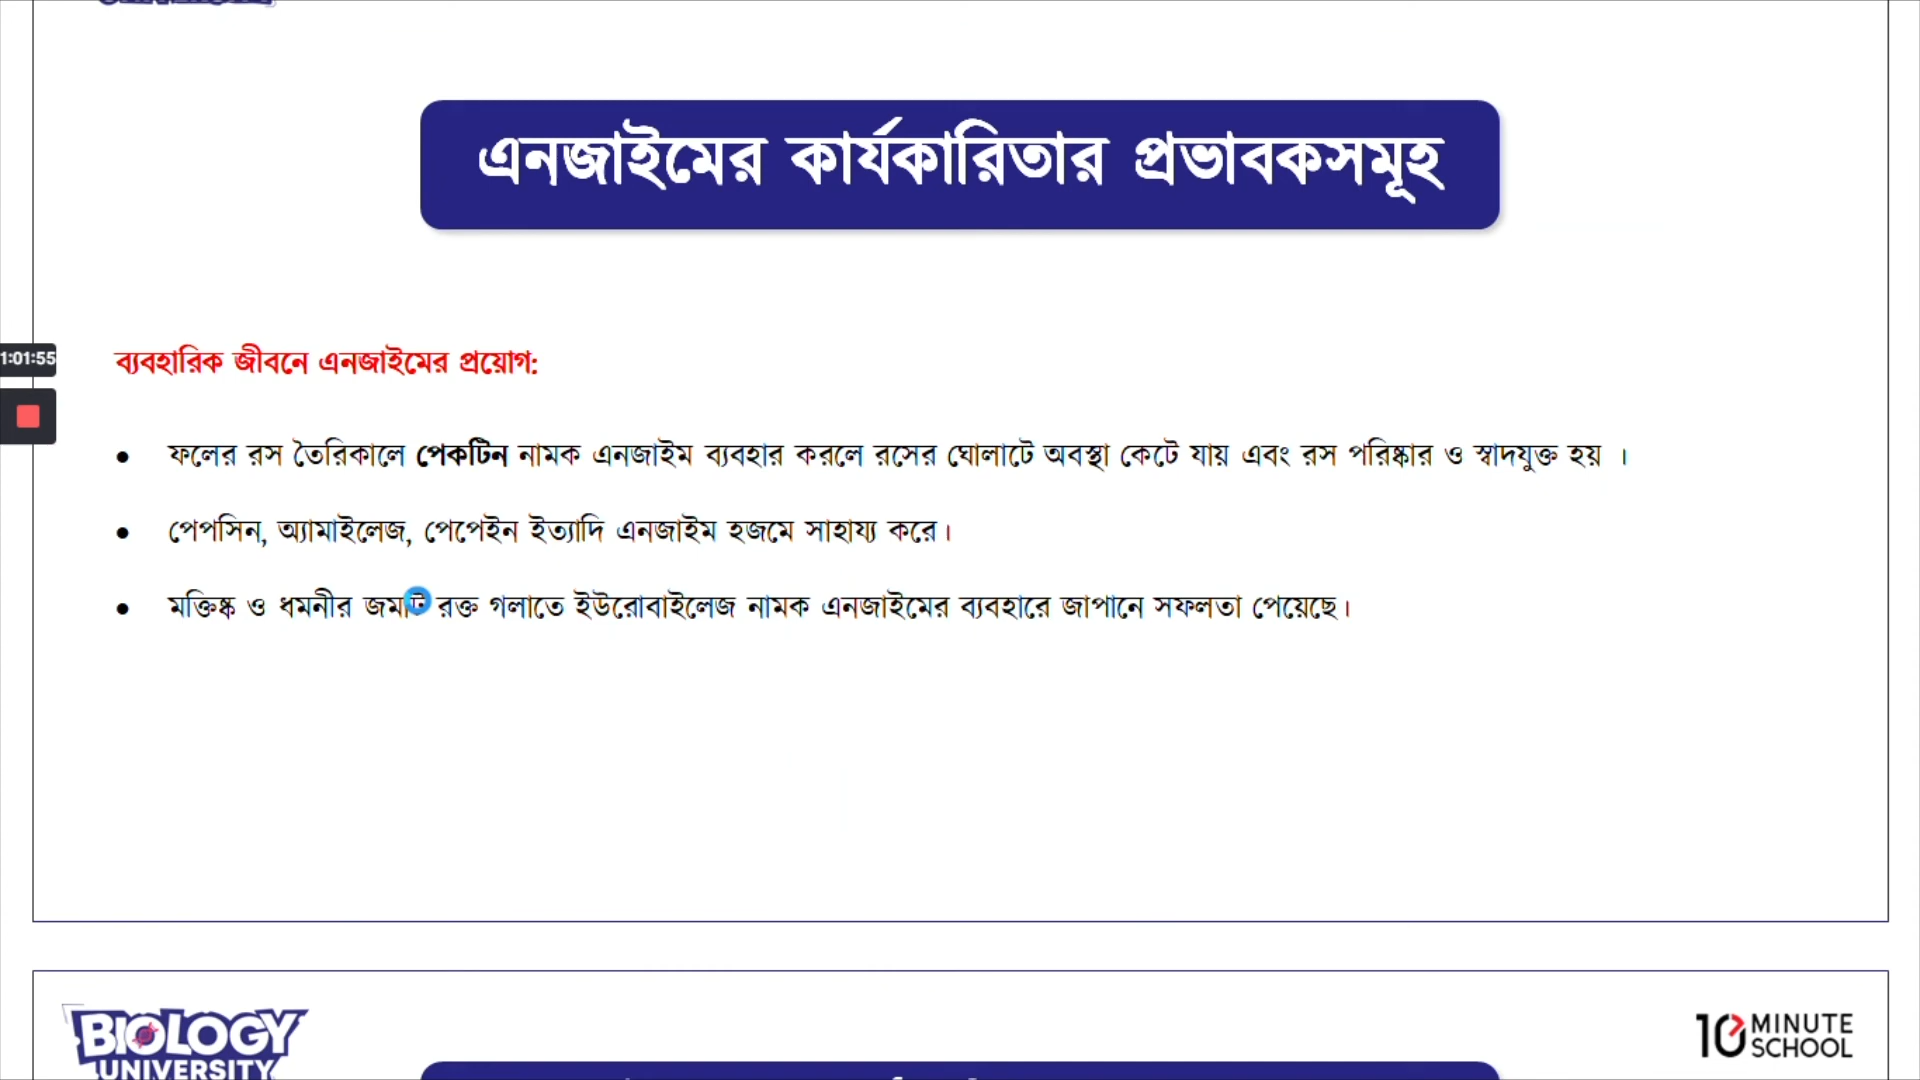 এনজাইমের কার্যকারিতার প্রভাবকসমূহ
1:01:55
ব্যবহারিক জীবনে এনজাইমের প্রয়োগ:
• ফলের রস তৈরিকালে পেকটিন নামক এনজাইম ব্যবহার করলে রসের ঘোলাটে অবস্থা কেটে যায় এবং রস পরিষ্কার ও স্বাদযুক্ত হয় ।
• পেপসিন, অ্যামাইলেজ, পেপেইন ইত্যাদি এনজাইম হজমে সাহায্য করে।
• মস্তিষ্ক ও ধমনীর জমাট রক্ত গলাতে ইউরোবাইলেজ নামক এনজাইমের ব্যবহারে জাপানে সফলতা পেয়েছে।
BIOLOGY
UNIVERSITY
10 MINUTE
SCHOOL